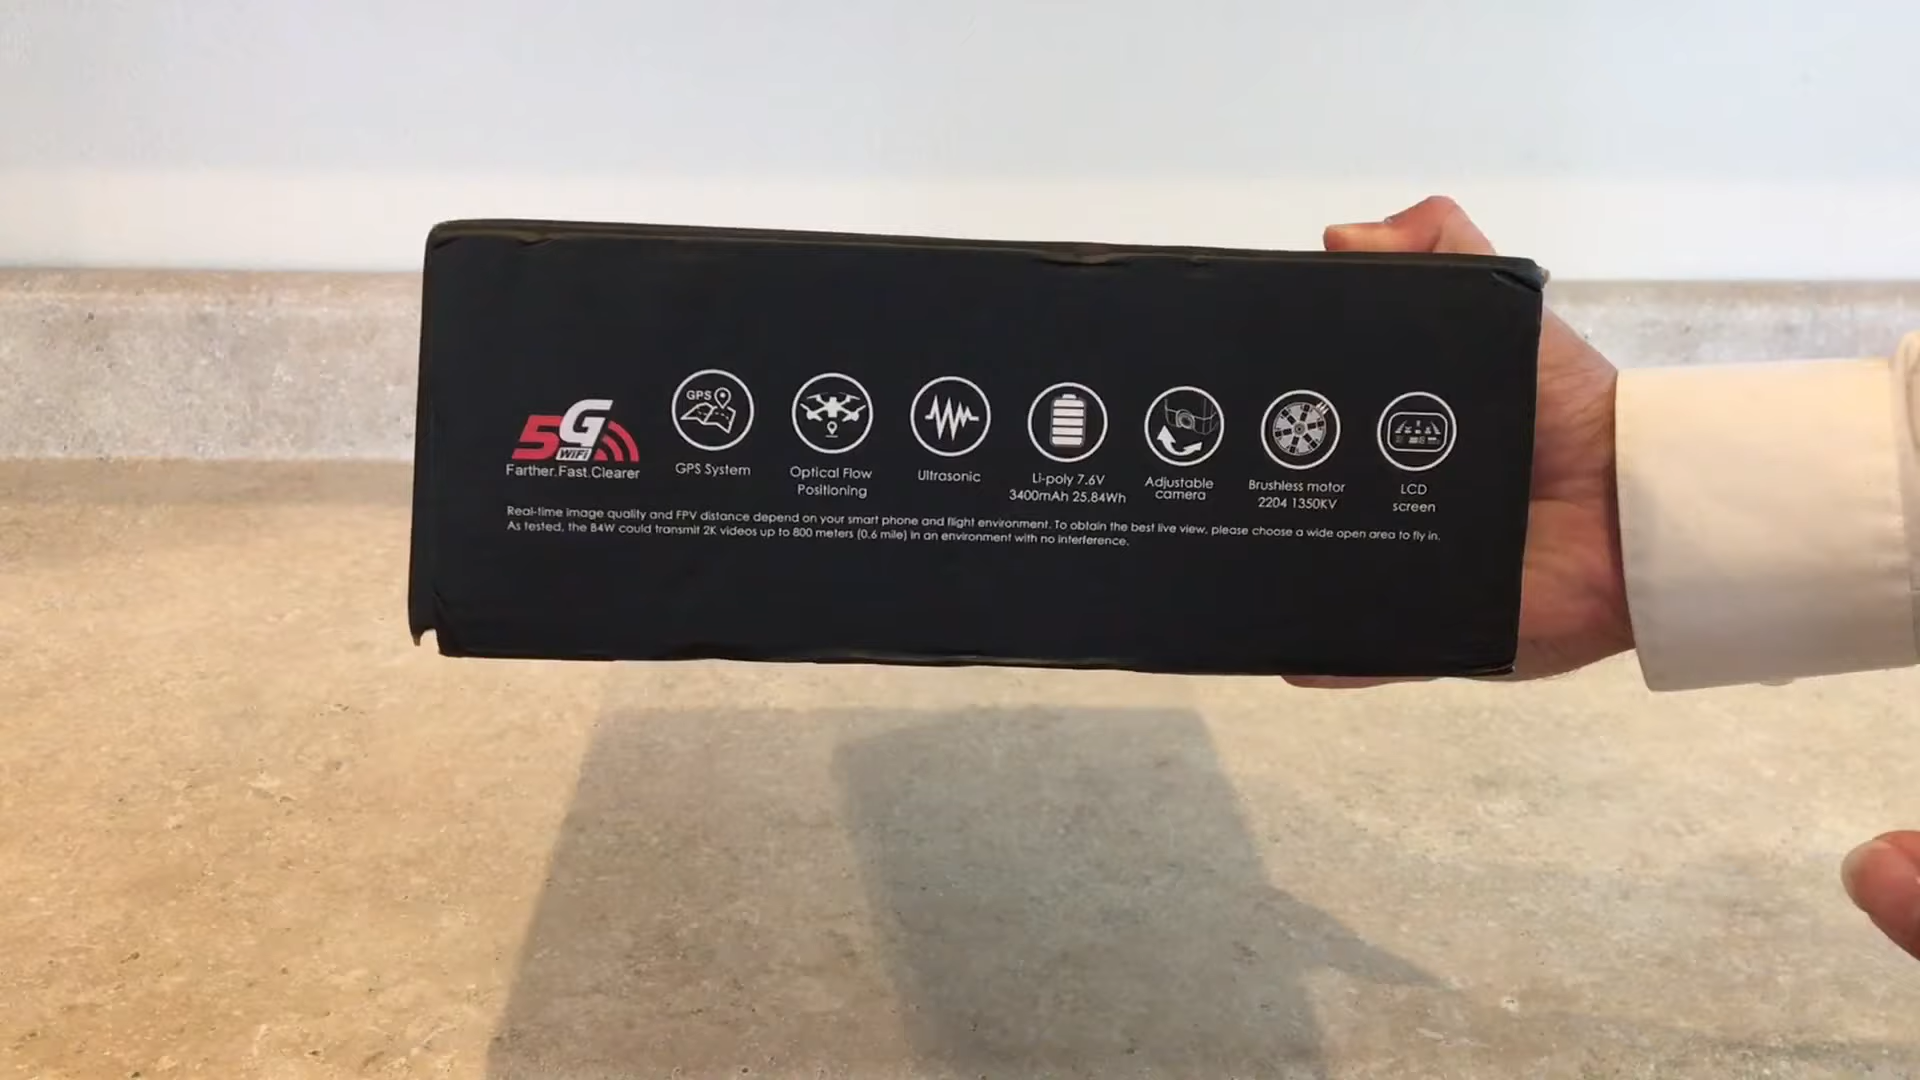 5G
WiFi
Farther.Fast.Clearer
GPS
GPS System
Optical Flow
Positioning
Ultrasonic
Li-poly 7.6V
3400mAh 25.84Wh
Adjustable
camera
Brushless motor
2204 1350KV
LCD
screen
Real-time image quality and FPV distance depend on your smart phone and flight environment. To obtain the best live view, please choose a wide open area to fly in.
As tested, the B4W could transmit 2K videos up to 800 meters (0.6 mile) in an environment with no interference.